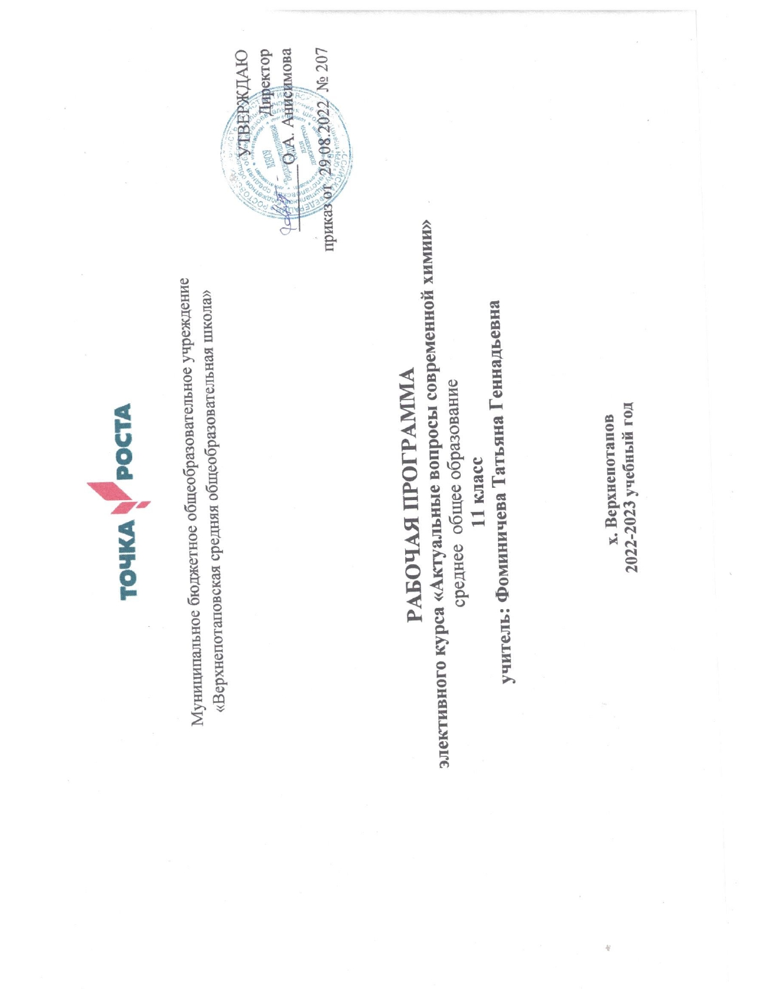 ТОЧКА РОСТА
Муниципальное бюджетное общеобразовательное учреждение
«Верхнепотаповская средняя общеобразовательная школа»
УТВЕРЖДАЮ
Директор
О.А. Анисимова
приказ от 29.08.2022 № 207
РАБОЧАЯ ПРОГРАММА
элективного курса «Актуальные вопросы современной химии»
среднее общее образование
11 класс
учитель: Фоминичева Татьяна Геннадьевна
х. Верхнепотапов
2022-2023 учебный год